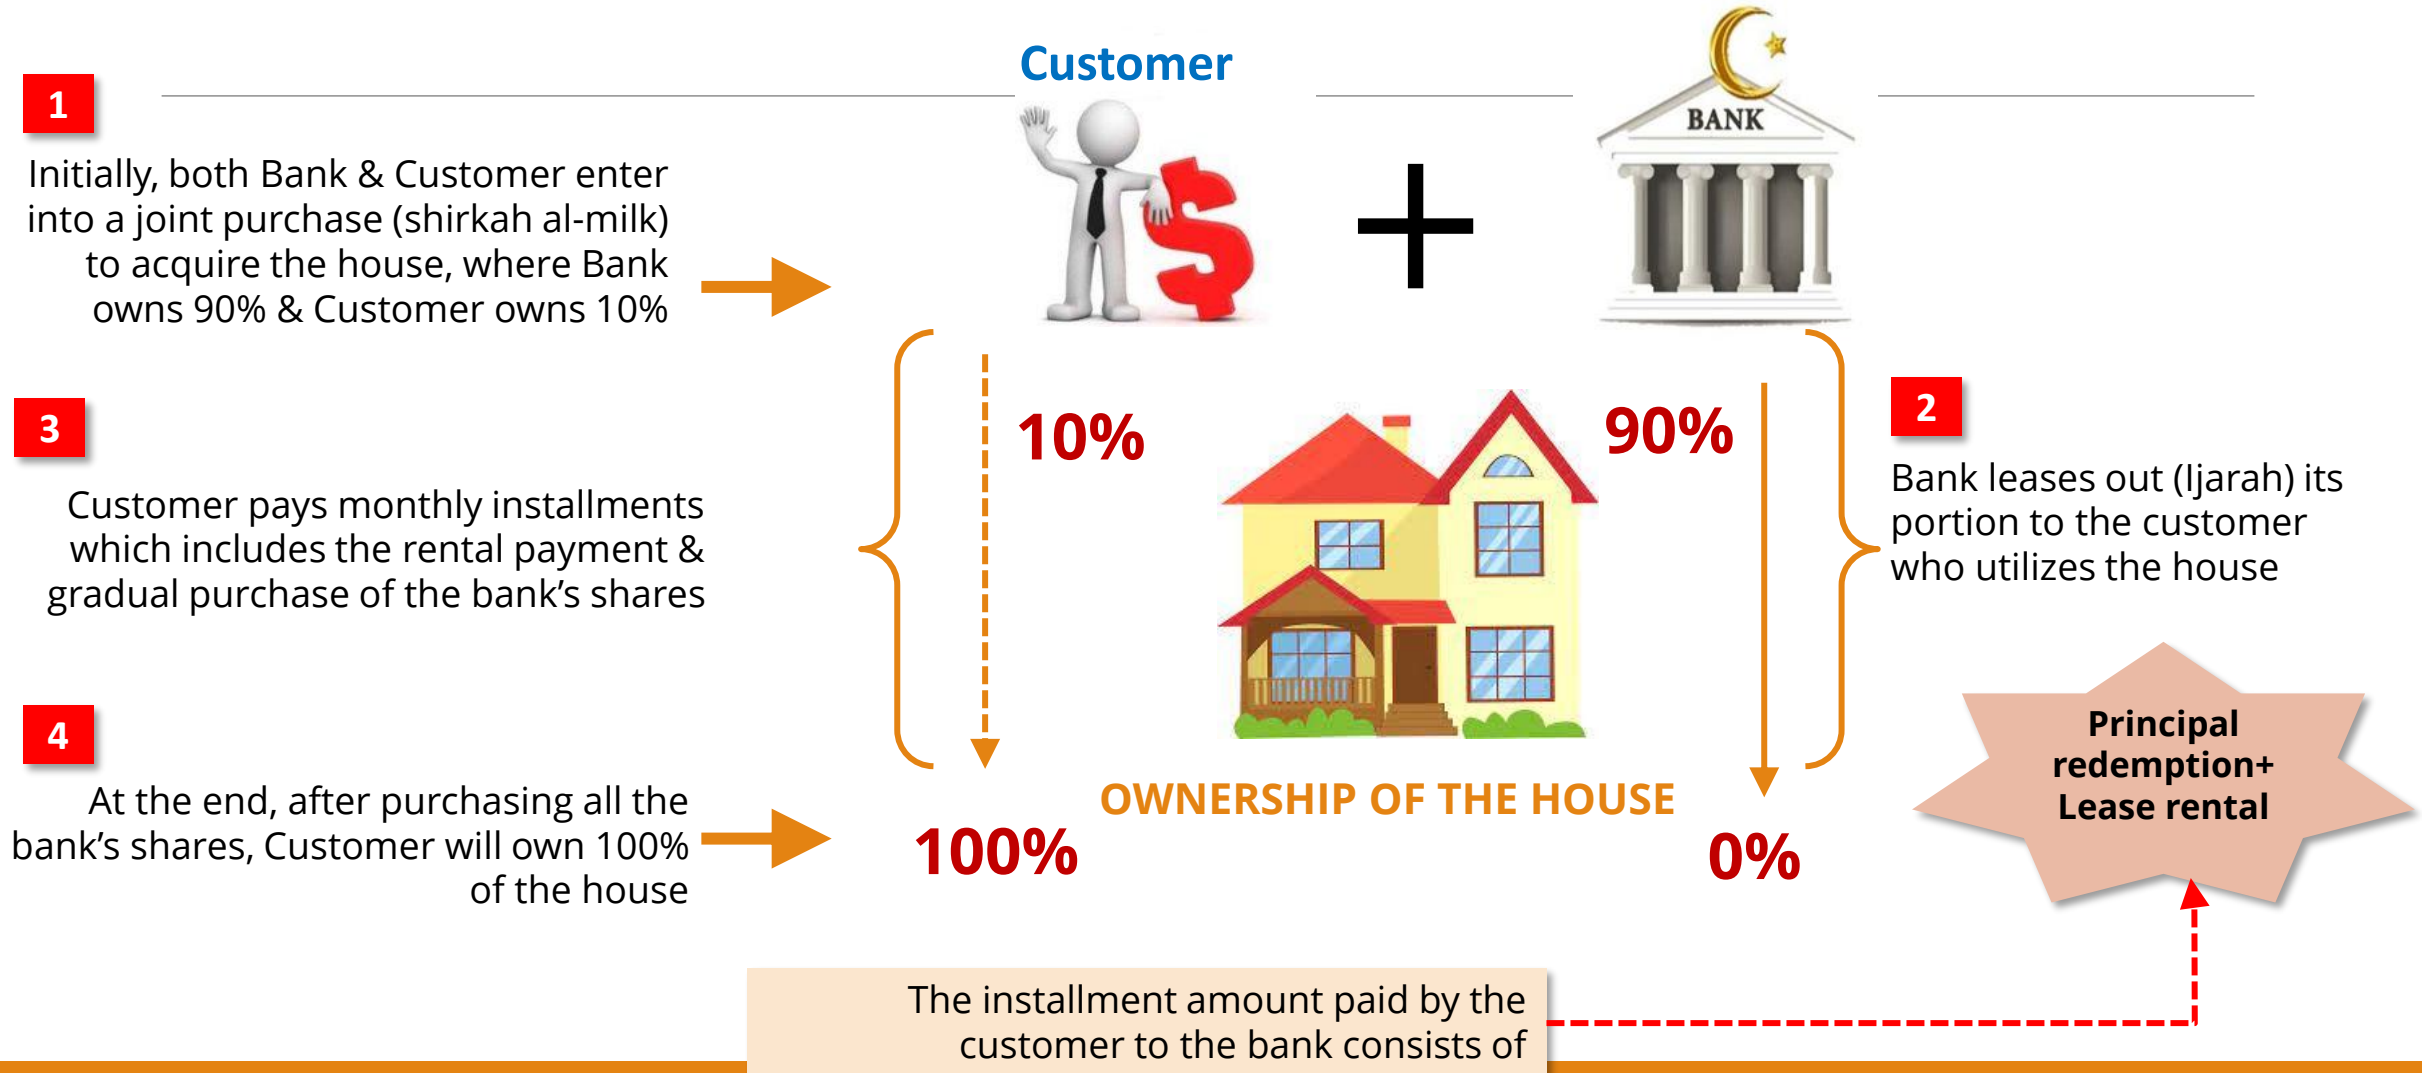 Customer
BANK
1
Initially, both Bank & Customer enter
into a joint purchase (shirkah al-milk)
to acquire the house, where Bank
owns 90% & Customer owns 10%
10%
90%
2
Bank leases out (Ijarah) its
portion to the customer
who utilizes the house
3
Customer pays monthly installments
which includes the rental payment &
gradual purchase of the bank’s shares
4
At the end, after purchasing all the
bank’s shares, Customer will own 100%
of the house
OWNERSHIP OF THE HOUSE
100%
0%
Principal
redemption+
Lease rental
The installment amount paid by the
customer to the bank consists of